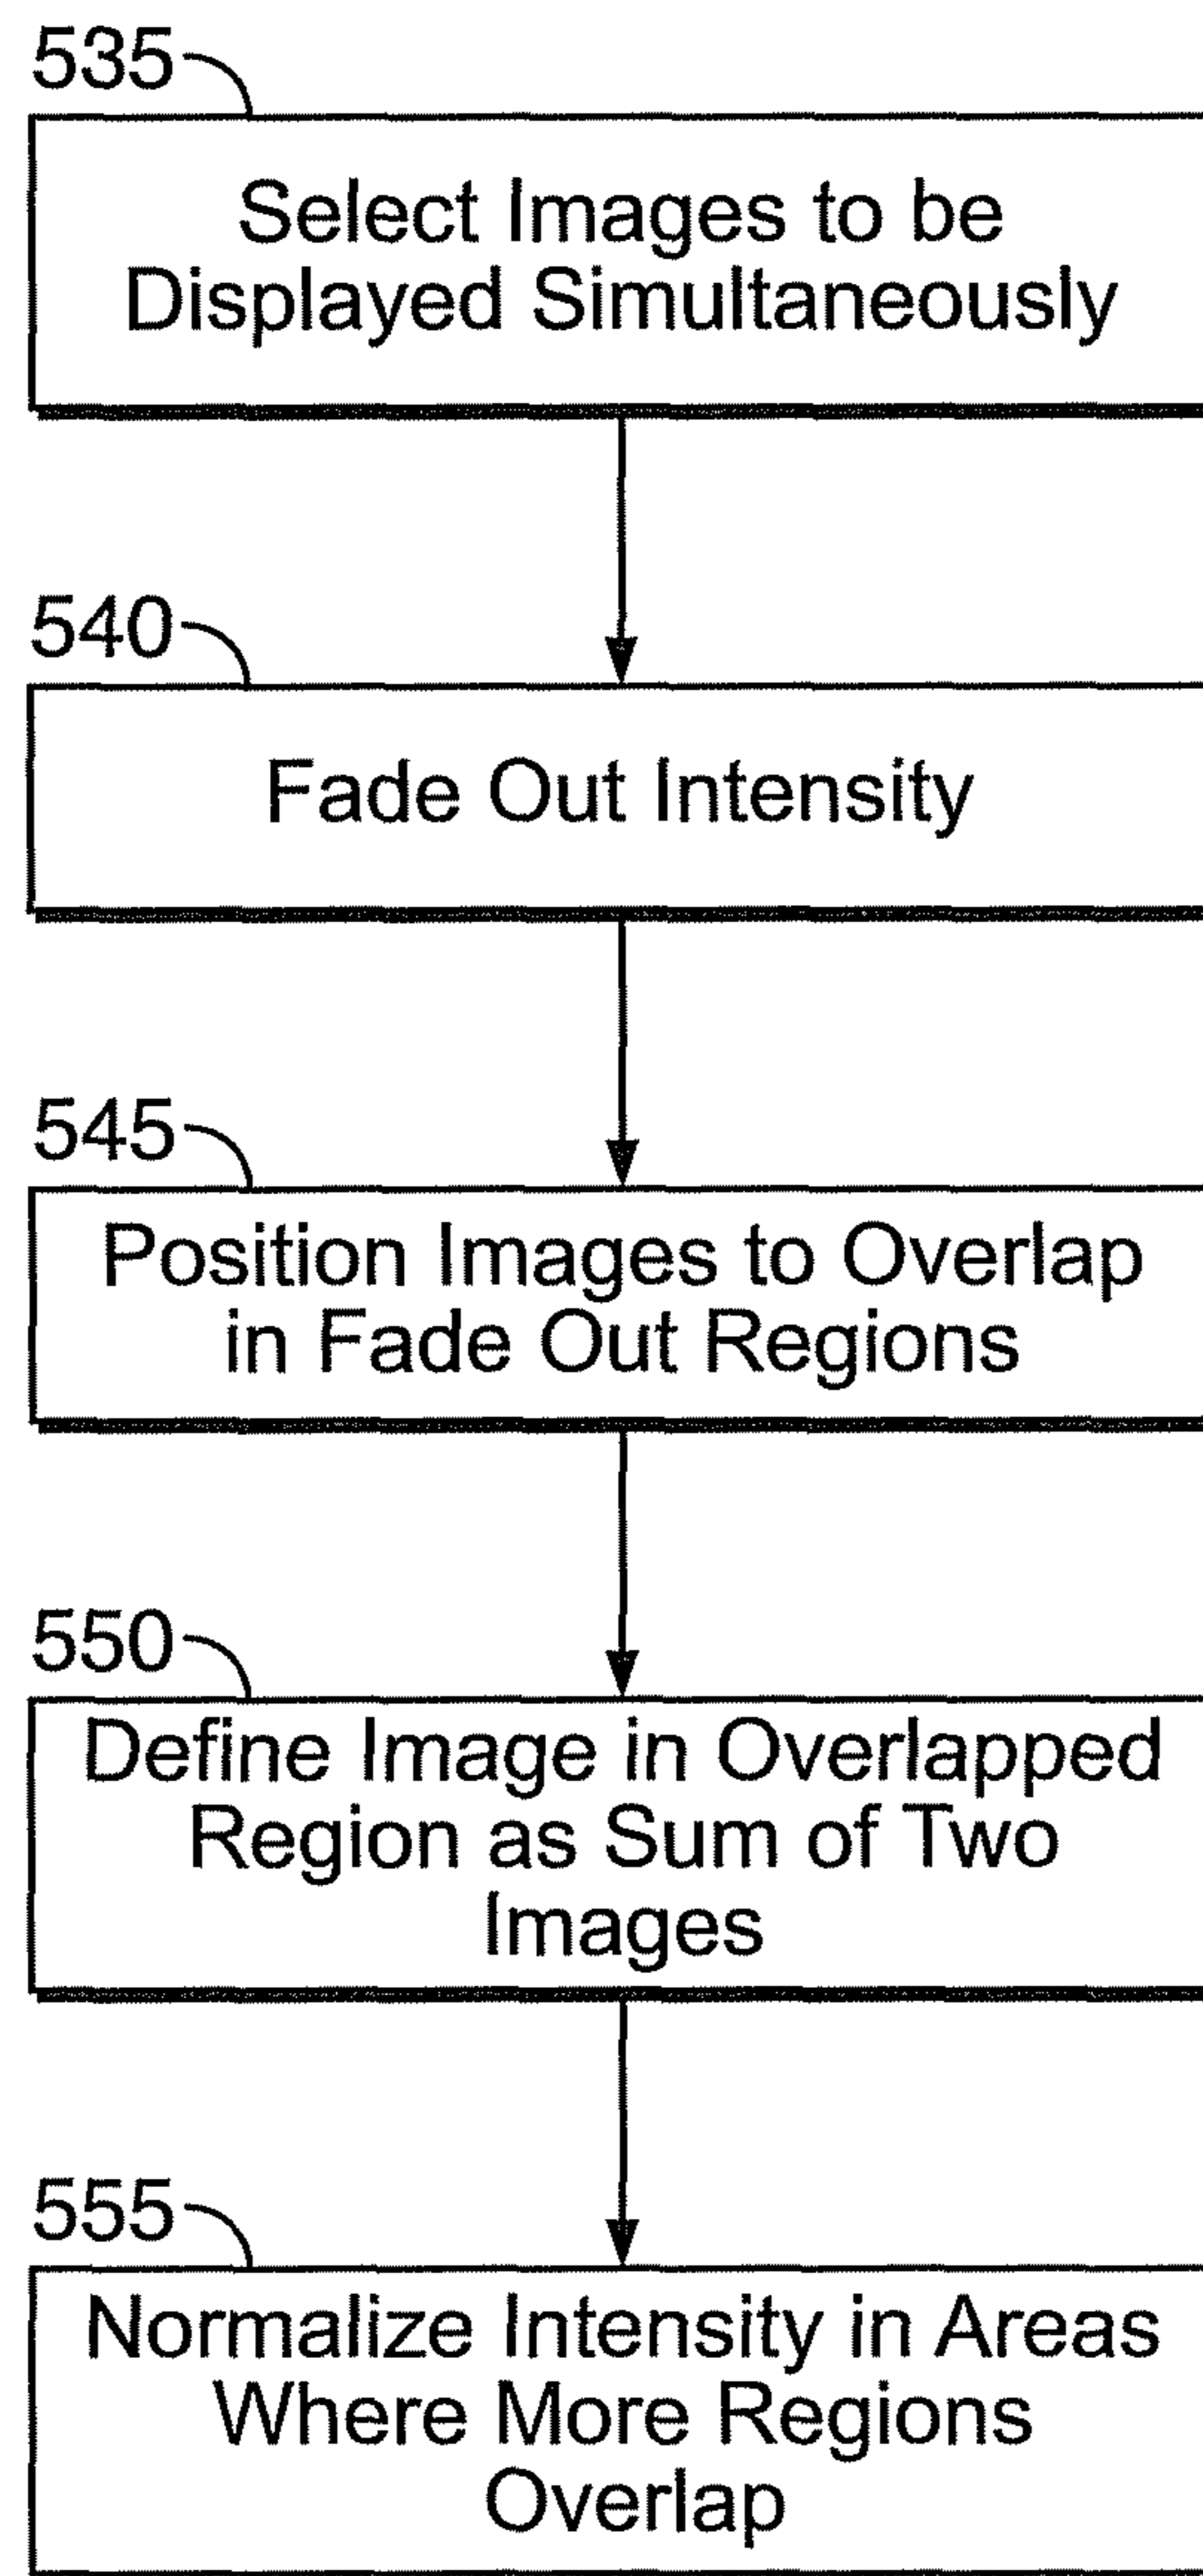 535
Select Images to be
Displayed Simultaneously
540
Fade Out Intensity
545
Position Images to Overlap
in Fade Out Regions
550
Define Image in Overlapped
Region as Sum of Two
Images
555
Normalize Intensity in Areas
Where More Regions
Overlap